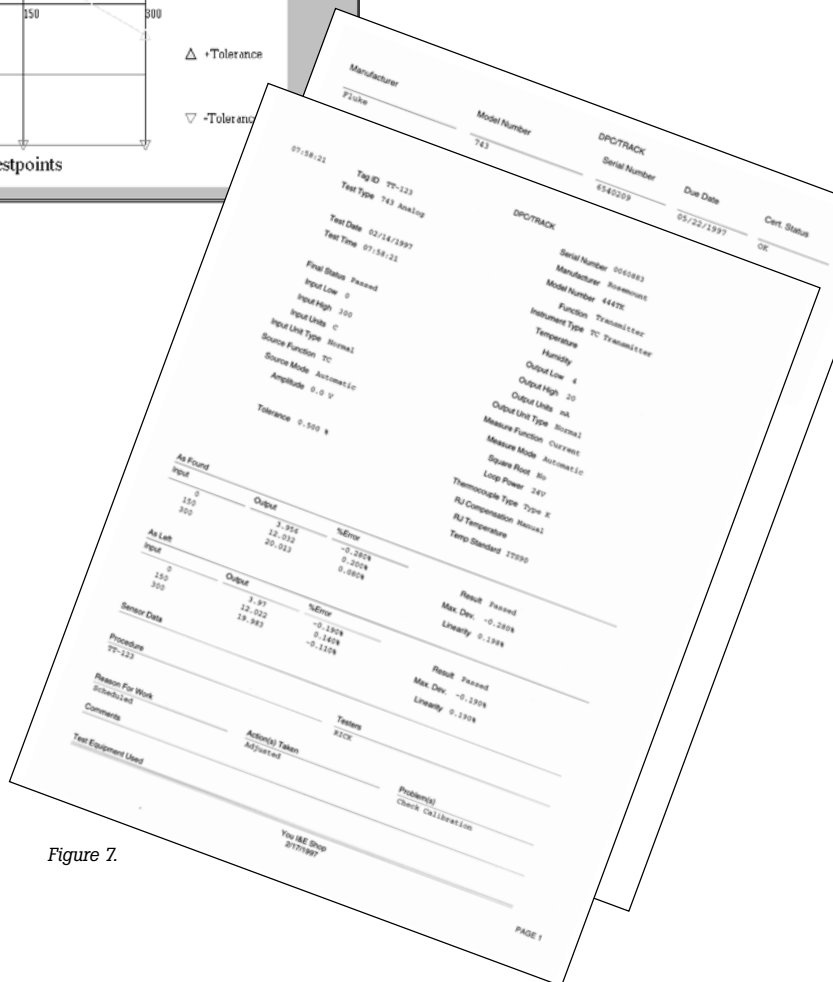 150
300
△ +Tolerance
▽ -Toleranc
estpoints
Manufacturer
Fluke
Model Number
743
DPC/TRACK
Serial Number
6540209
Due Date
05/22/1997
Cert. Status
OK
07:58:21
Tag ID TT-123
Test Type 743 Analog
Test Date 02/14/1997
Test Time 07:58:21
Final Status Passed
Input Low 0
Input High 300
Input Units C
Input Unit Type Normal
Source Function TC
Source Mode Automatic
Amplitude 0.0 V
Tolerance 0.500 %
DPC/TRACK
Serial Number 0060883
Manufacturer Rosemount
Model Number 444TK
Function Transmitter
Instrument Type TC Transmitter
Temperature
Humidity
Output Low 4
Output High 20
Output Units mA
Output Unit Type Normal
Measure Function Current
Measure Mode Automatic
Square Root No
Loop Power 24V
Thermocouple Type Type K
RJ Compensation Manual
RJ Temperature
Temp Standard ITS90
As Found
Input Output %Error
0 3.956 -0.280%
150 12.032 0.200%
300 20.013 0.080%
Result Passed
Max. Dev. -0.280%
Linearity 0.198%
As Left
Input Output %Error
0 3.97 -0.190%
150 12.022 0.140%
300 19.983 -0.110%
Result Passed
Max. Dev. -0.190%
Linearity 0.190%
Sensor Data
Procedure
TT-123
Testers
RICK
Reason For Work
Scheduled
Action(s) Taken
Adjusted
Problem(s)
Check Calibration
Comments
Test Equipment Used
You I&E Shop
2/17/1997
PAGE 1
Figure 7.